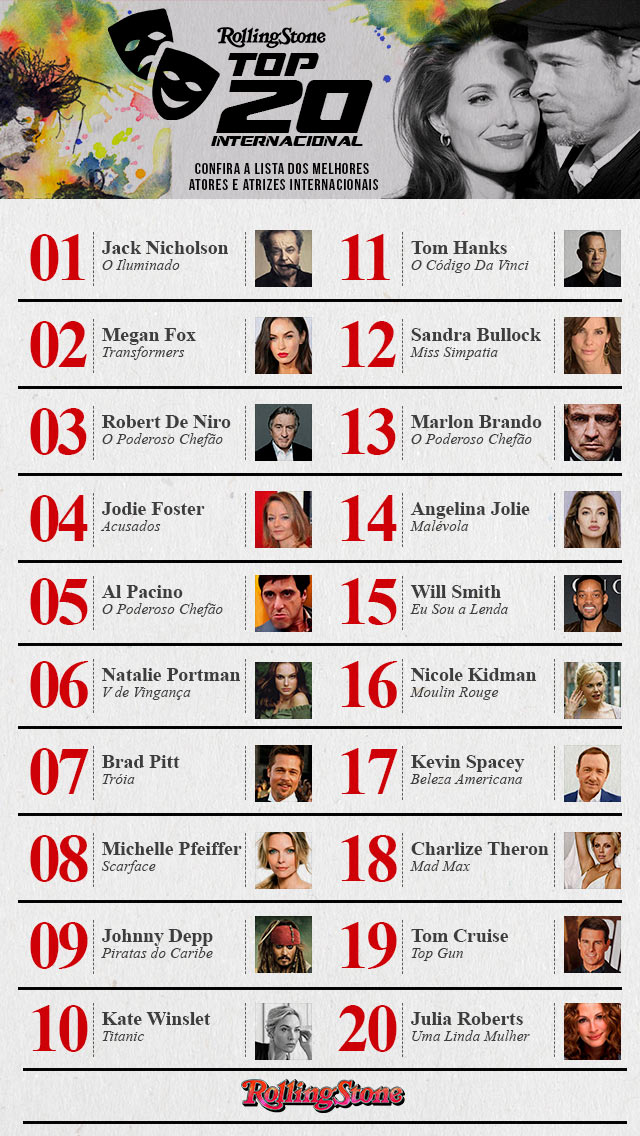 RollingStone
TOP
20
INTERNACIONAL
CONFIRA A LISTA DOS MELHORES
ATORES E ATRIZES INTERNACIONAIS
01
Jack Nicholson
O Iluminado
02
Megan Fox
Transformers
03
Robert De Niro
O Poderoso Chefão
04
Jodie Foster
Acusados
05
Al Pacino
O Poderoso Chefão
06
Natalie Portman
V de Vingança
07
Brad Pitt
Tróia
08
Michelle Pfeiffer
Scarface
09
Johnny Depp
Piratas do Caribe
10
Kate Winslet
Titanic
11
Tom Hanks
O Código Da Vinci
12
Sandra Bullock
Miss Simpatia
13
Marlon Brando
O Poderoso Chefão
14
Angelina Jolie
Malévola
15
Will Smith
Eu Sou a Lenda
16
Nicole Kidman
Moulin Rouge
17
Kevin Spacey
Beleza Americana
18
Charlize Theron
Mad Max
19
Tom Cruise
Top Gun
20
Julia Roberts
Uma Linda Mulher
RollingStone